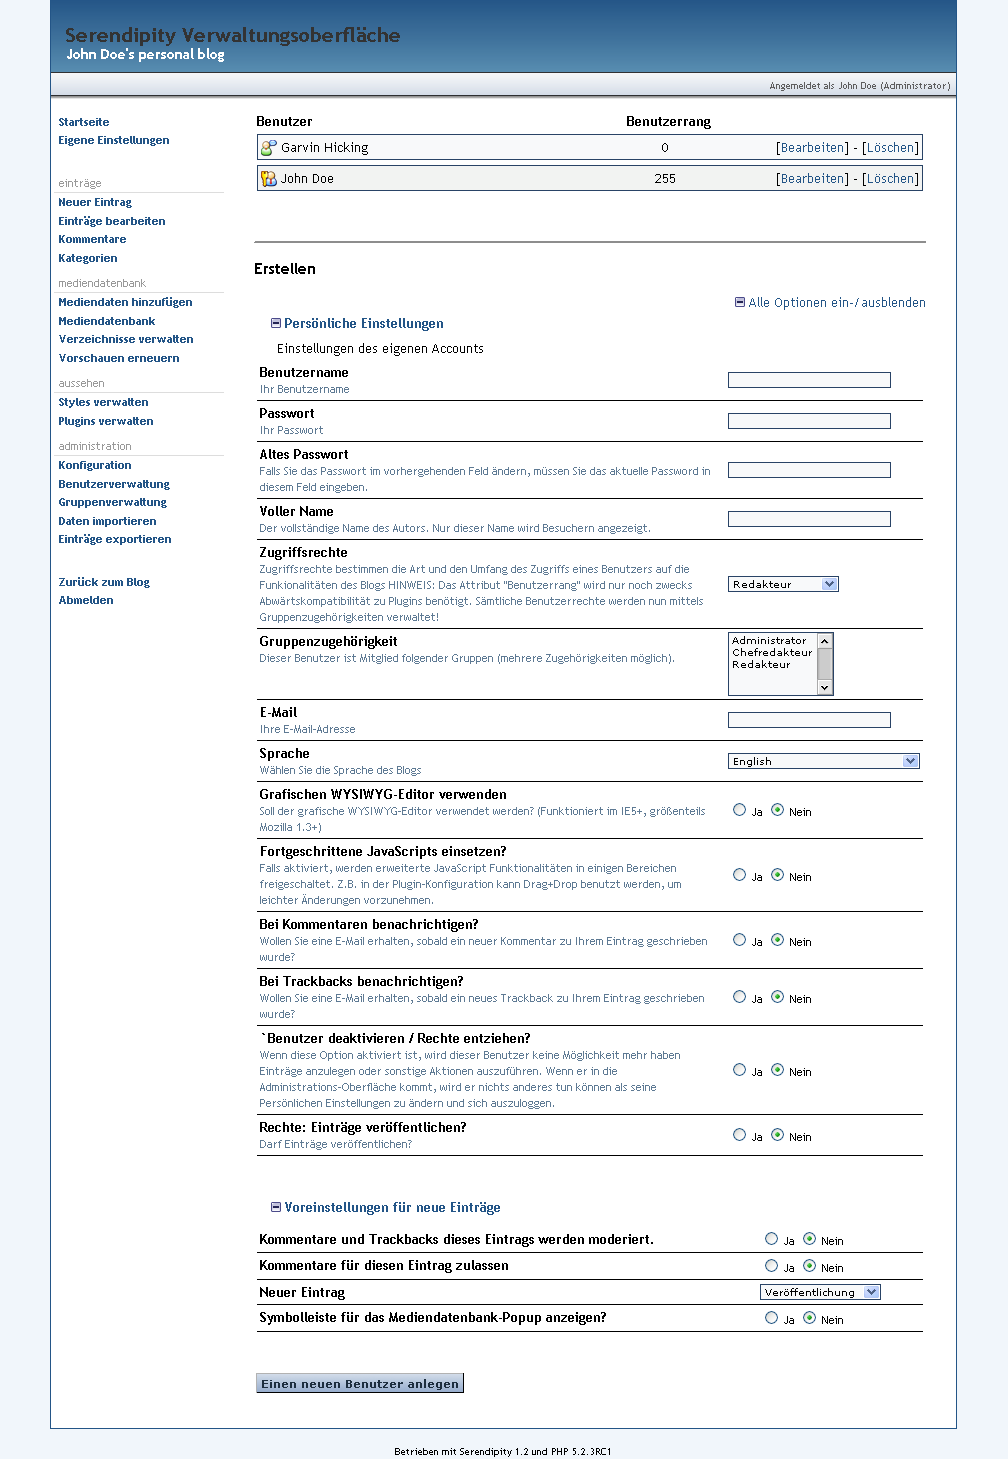 Serendipity Verwaltungsoberfläche
John Doe's personal blog
Angemeldet als John Doe (Administrator)
Startseite
Eigene Einstellungen
einträge
Neuer Eintrag
Einträge bearbeiten
Kommentare
Kategorien
mediendatenbank
Mediendaten hinzufügen
Mediendatenbank
Verzeichnisse verwalten
Vorschauen erneuern
aussehen
Styles verwalten
Plugins verwalten
administration
Konfiguration
Benutzerverwaltung
Gruppenverwaltung
Daten importieren
Einträge exportieren
Zurück zum Blog
Abmelden
Benutzer Benutzerrang
Garvin Hicking 0 [Bearbeiten] - [Löschen]
John Doe 255 [Bearbeiten] - [Löschen]
Erstellen
Alle Optionen ein-/ausblenden
Persönliche Einstellungen
Einstellungen des eigenen Accounts
Benutzername
Ihr Benutzername
Passwort
Ihr Passwort
Altes Passwort
Falls Sie das Passwort im vorhergehenden Feld ändern, müssen Sie das aktuelle Password in
diesem Feld eingeben.
Voller Name
Der vollständige Name des Autors. Nur dieser Name wird Besuchern angezeigt.
Zugriffsrechte
Zugriffsrechte bestimmen die Art und den Umfang des Zugriffs eines Benutzers auf die
Funkionalitäten des Blogs HINWEIS: Das Attribut "Benutzerrang" wird nur noch zwecks
Abwärtskompatibilität zu Plugins benötigt. Sämtliche Benutzerrechte werden nun mittels
Gruppenzugehörigkeiten verwaltet!
Redakteur
Gruppenzugehörigkeit
Dieser Benutzer ist Mitglied folgender Gruppen (mehrere Zugehörigkeiten möglich).
Administrator
Chefredakteur
Redakteur
E-Mail
Ihre E-Mail-Adresse
Sprache
Wählen Sie die Sprache des Blogs
English
Grafischen WYSIWYG-Editor verwenden
Soll der grafische WYSIWYG-Editor verwendet werden? (Funktioniert im IE5+, größenteils
Mozilla 1.3+)
Ja Nein
Fortgeschrittene JavaScripts einsetzen?
Falls aktiviert, werden erweiterte JavaScript Funktionalitäten in einigen Bereichen
freigeschaltet. Z.B. in der Plugin-Konfiguration kann Drag+Drop benutzt werden, um
leichter Änderungen vorzunehmen.
Ja Nein
Bei Kommentaren benachrichtigen?
Wollen Sie eine E-Mail erhalten, sobald ein neuer Kommentar zu Ihrem Eintrag geschrieben
wurde?
Ja Nein
Bei Trackbacks benachrichtigen?
Wollen Sie eine E-Mail erhalten, sobald ein neues Trackback zu Ihrem Eintrag geschrieben
wurde?
Ja Nein
`Benutzer deaktivieren / Rechte entziehen?
Wenn diese Option aktiviert ist, wird dieser Benutzer keine Möglichkeit mehr haben
Einträge anzulegen oder sonstige Aktionen auszuführen. Wenn er in die
Administrations-Oberfläche kommt, wird er nichts anderes tun können als seine
Persönlichen Einstellungen zu ändern und sich auszuloggen.
Ja Nein
Rechte: Einträge veröffentlichen?
Darf Einträge veröffentlichen?
Ja Nein
Voreinstellungen für neue Einträge
Kommentare und Trackbacks dieses Eintrags werden moderiert.
Ja Nein
Kommentare für diesen Eintrag zulassen
Ja Nein
Neuer Eintrag
Veröffentlichung
Symbolleiste für das Mediendatenbank-Popup anzeigen?
Ja Nein
Einen neuen Benutzer anlegen
Betrieben mit Serendipity 1.2 und PHP 5.2.3RC1